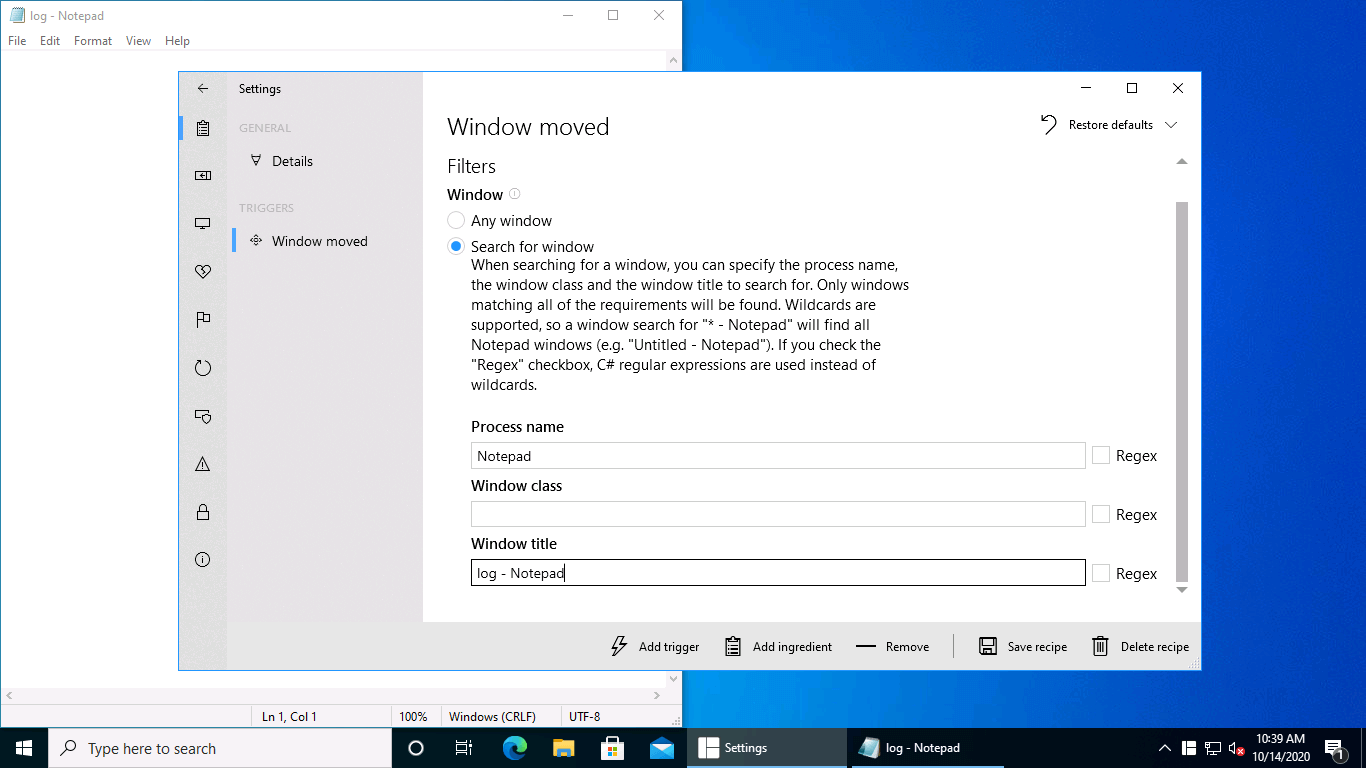 log - Notepad
File Edit Format View Help
Settings
GENERAL
Details
TRIGGERS
Window moved
Window moved
Restore defaults
Filters
Window
Any window
Search for window
When searching for a window, you can specify the process name,
the window class and the window title to search for. Only windows
matching all of the requirements will be found. Wildcards are
supported, so a window search for "* - Notepad" will find all
Notepad windows (e.g. "Untitled - Notepad"). If you check the
"Regex" checkbox, C# regular expressions are used instead of
wildcards.
Process name
Notepad Regex
Window class
Regex
Window title
log - Notepad Regex
Add trigger Add ingredient Remove Save recipe Delete recipe
Ln 1, Col 1 100% Windows (CRLF) UTF-8
Type here to search Settings log - Notepad
10:39 AM
10/14/2020
1